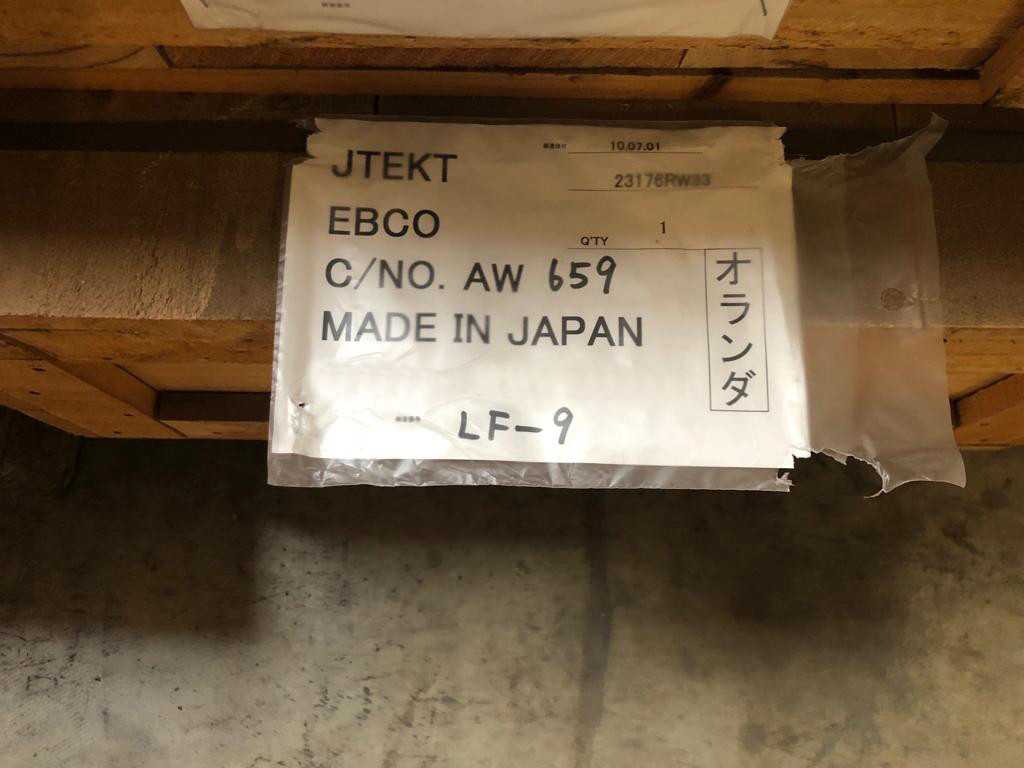 JTEKT
10.07.01
23176RW33
EBCO
Q'TY 1
C/NO. AW 659
MADE IN JAPAN
オランダ
LF-9